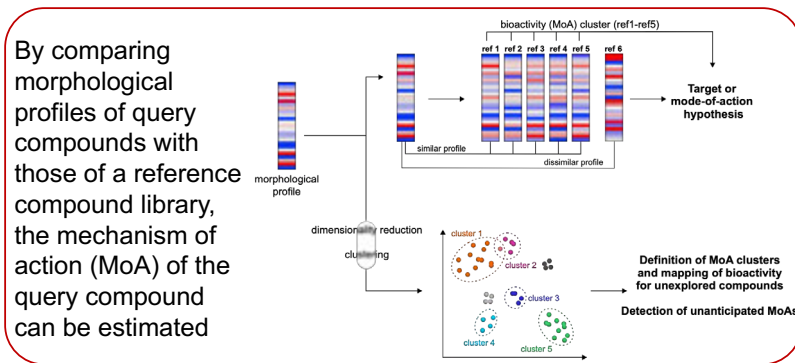 By comparing
morphological
profiles of query
compounds with
those of a reference
compound library,
the mechanism of
action (MoA) of the
query compound
can be estimated
morphological
profile
bioactivity (MoA) cluster (ref1-ref5)
ref 1 ref 2 ref 3 ref 4 ref 5 ref 6
similar profile
dissimilar profile
Target or
mode-of-action
hypothesis
dimensionality reduction
clustering
cluster 1
cluster 2
cluster 3
cluster 4
cluster 5
Definition of MoA clusters
and mapping of bioactivity
for unexplored compounds
Detection of unanticipated MoAs